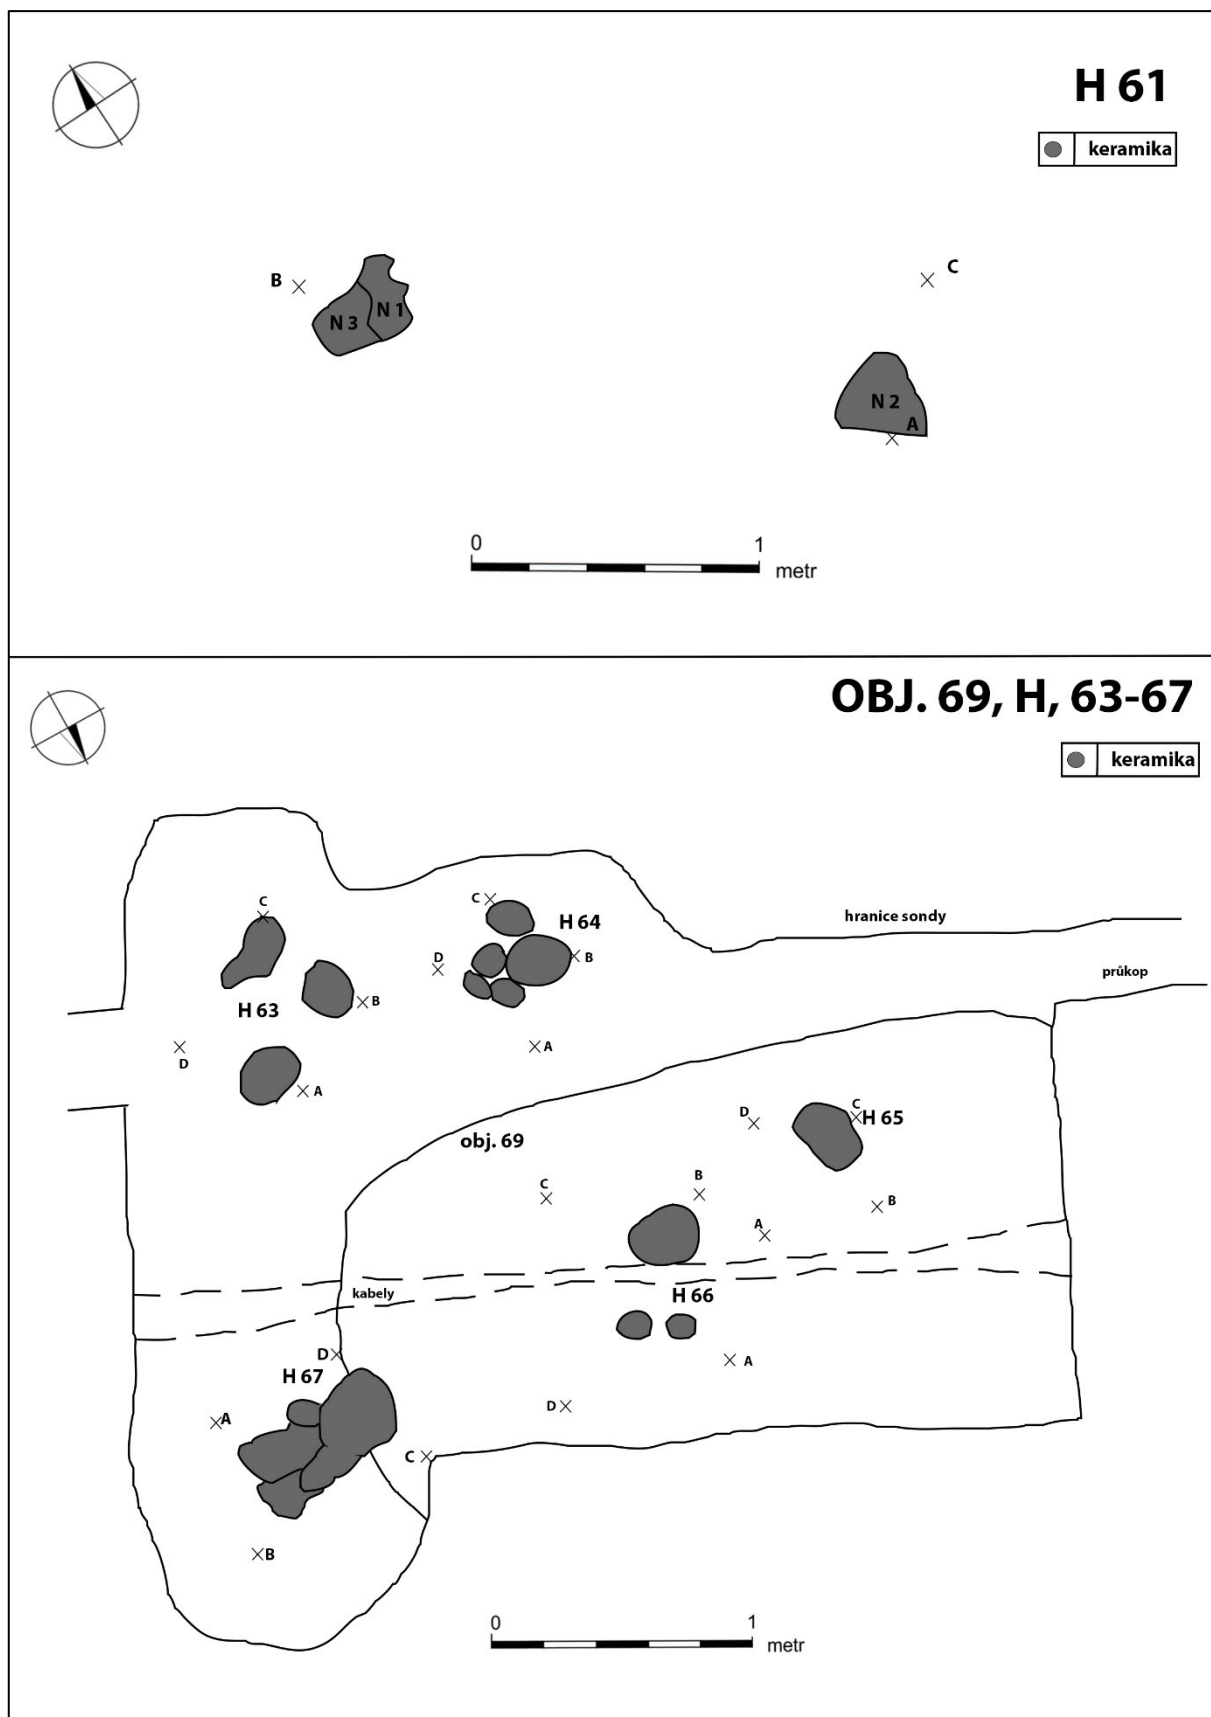 H 61
keramika
B
C
N 1
N 3
N 2
A
0 1
metr
OBJ. 69, H, 63-67
keramika
C
C
H 64
hranice sondy
B
D
průkop
B
H 63
A
D
A
C
H 65
D
obj. 69
B
C
B
A
kabely
H 66
D
A
H 67
D
A
C
B
0 1
metr